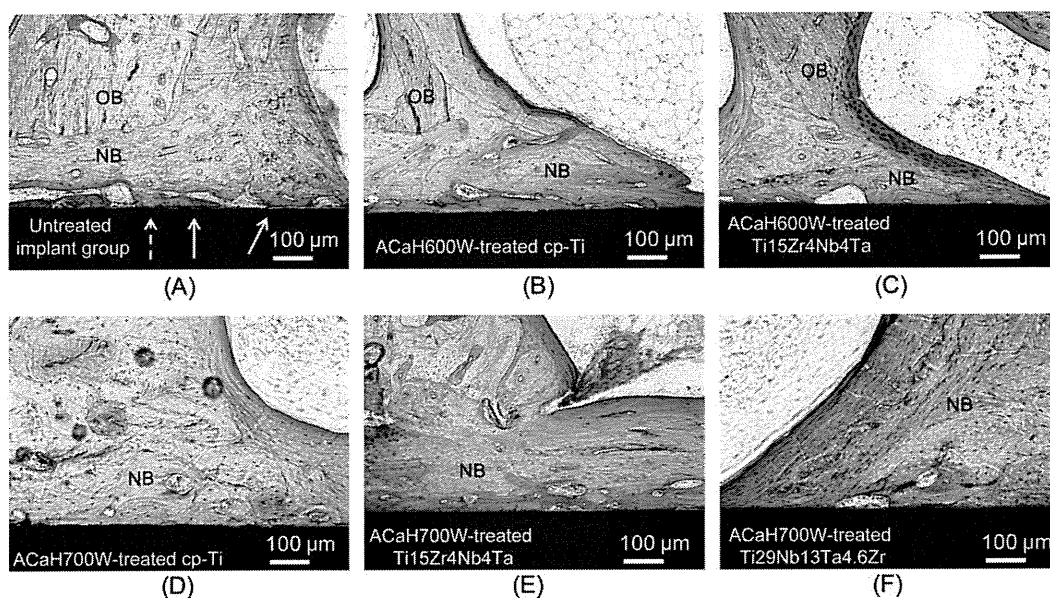 OB
NB
Untreated
implant group
100 µm
(A)
OB
NB
ACaH600W-treated cp-Ti
100 µm
(B)
OB
NB
ACaH600W-treated
Ti15Zr4Nb4Ta
100 µm
(C)
NB
ACaH700W-treated cp-Ti
100 µm
(D)
NB
ACaH700W-treated
Ti15Zr4Nb4Ta
100 µm
(E)
NB
ACaH700W-treated
Ti29Nb13Ta4.6Zr
100 µm
(F)